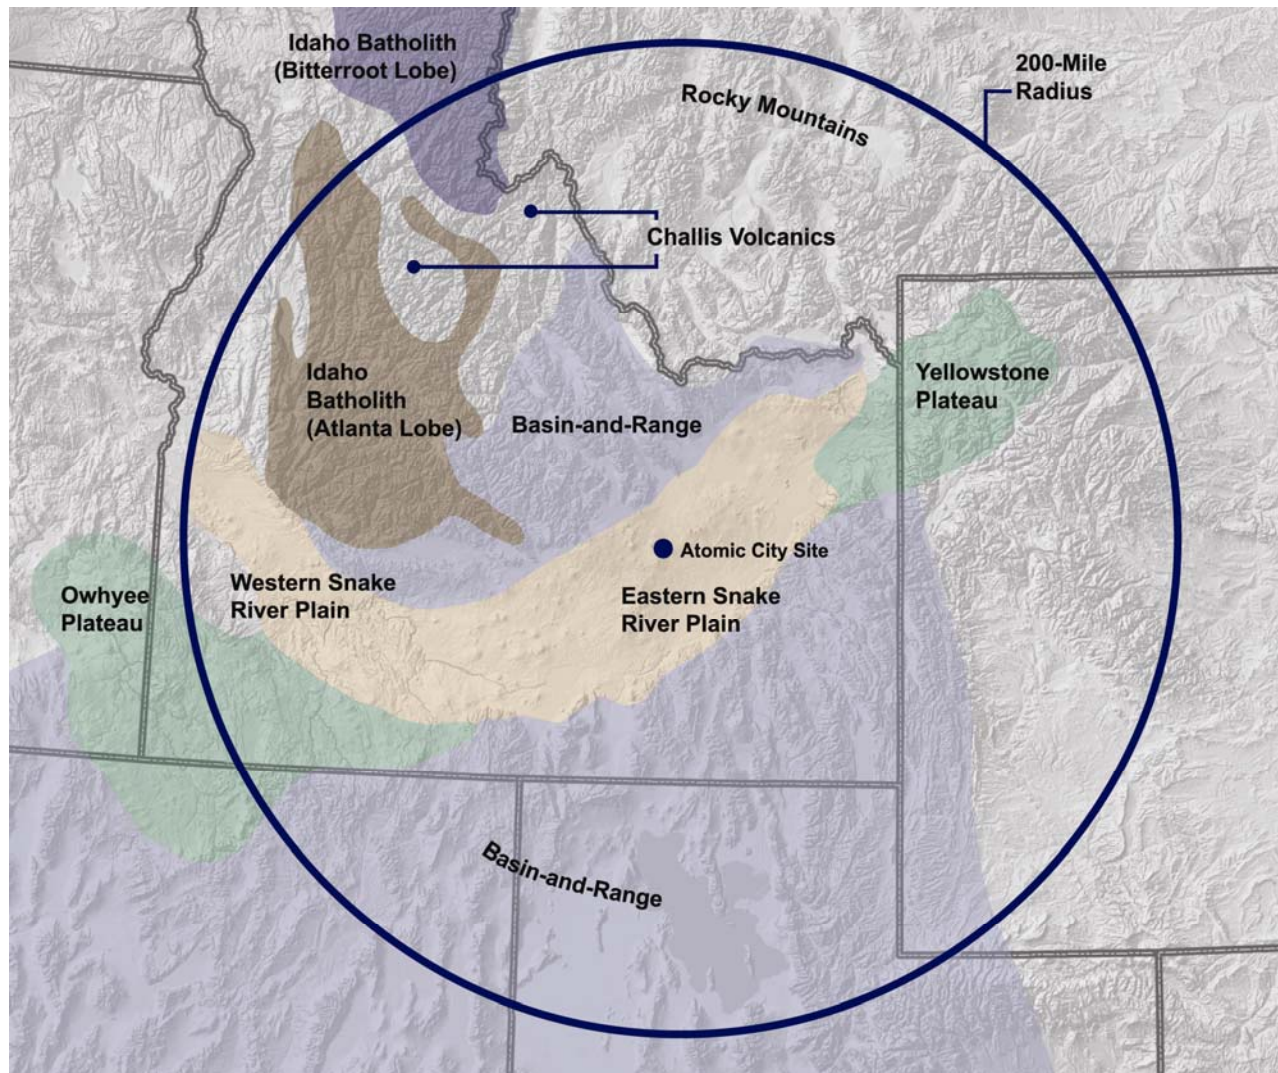 Idaho Batholith
(Bitterroot Lobe)
200-Mile
Radius
Rocky Mountains
Challis Volcanics
Idaho
Batholith
(Atlanta Lobe)
Basin-and-Range
Yellowstone
Plateau
Atomic City Site
Owhyee
Plateau
Western Snake
River Plain
Eastern Snake
River Plain
Basin-and-Range